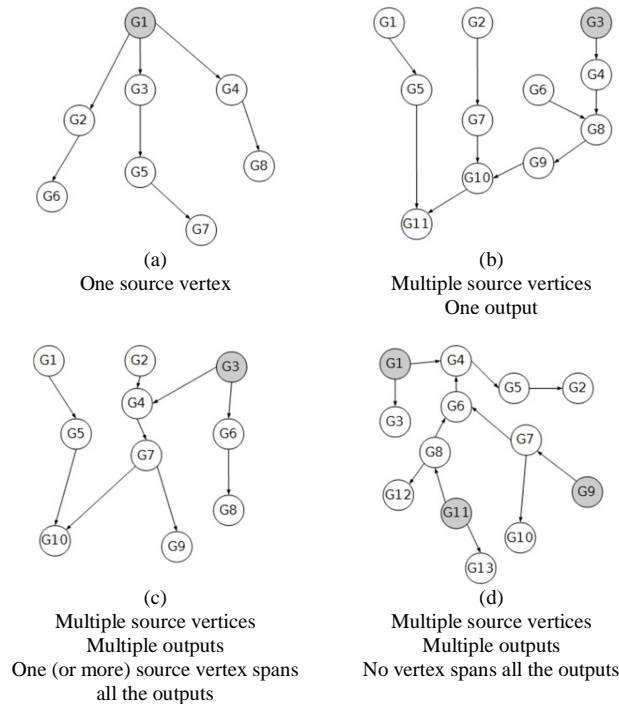 G1
G2
G3
G4
G5
G6
G7
G8
(a)
One source vertex
G1
G2
G3
G4
G5
G6
G7
G8
G9
G10
G11
(b)
Multiple source vertices
One output
G1
G2
G3
G4
G5
G6
G7
G8
G10
G9
(c)
Multiple source vertices
Multiple outputs
One (or more) source vertex spans
all the outputs
G1
G4
G5
G2
G3
G6
G7
G8
G12
G9
G11
G10
G13
(d)
Multiple source vertices
Multiple outputs
No vertex spans all the outputs